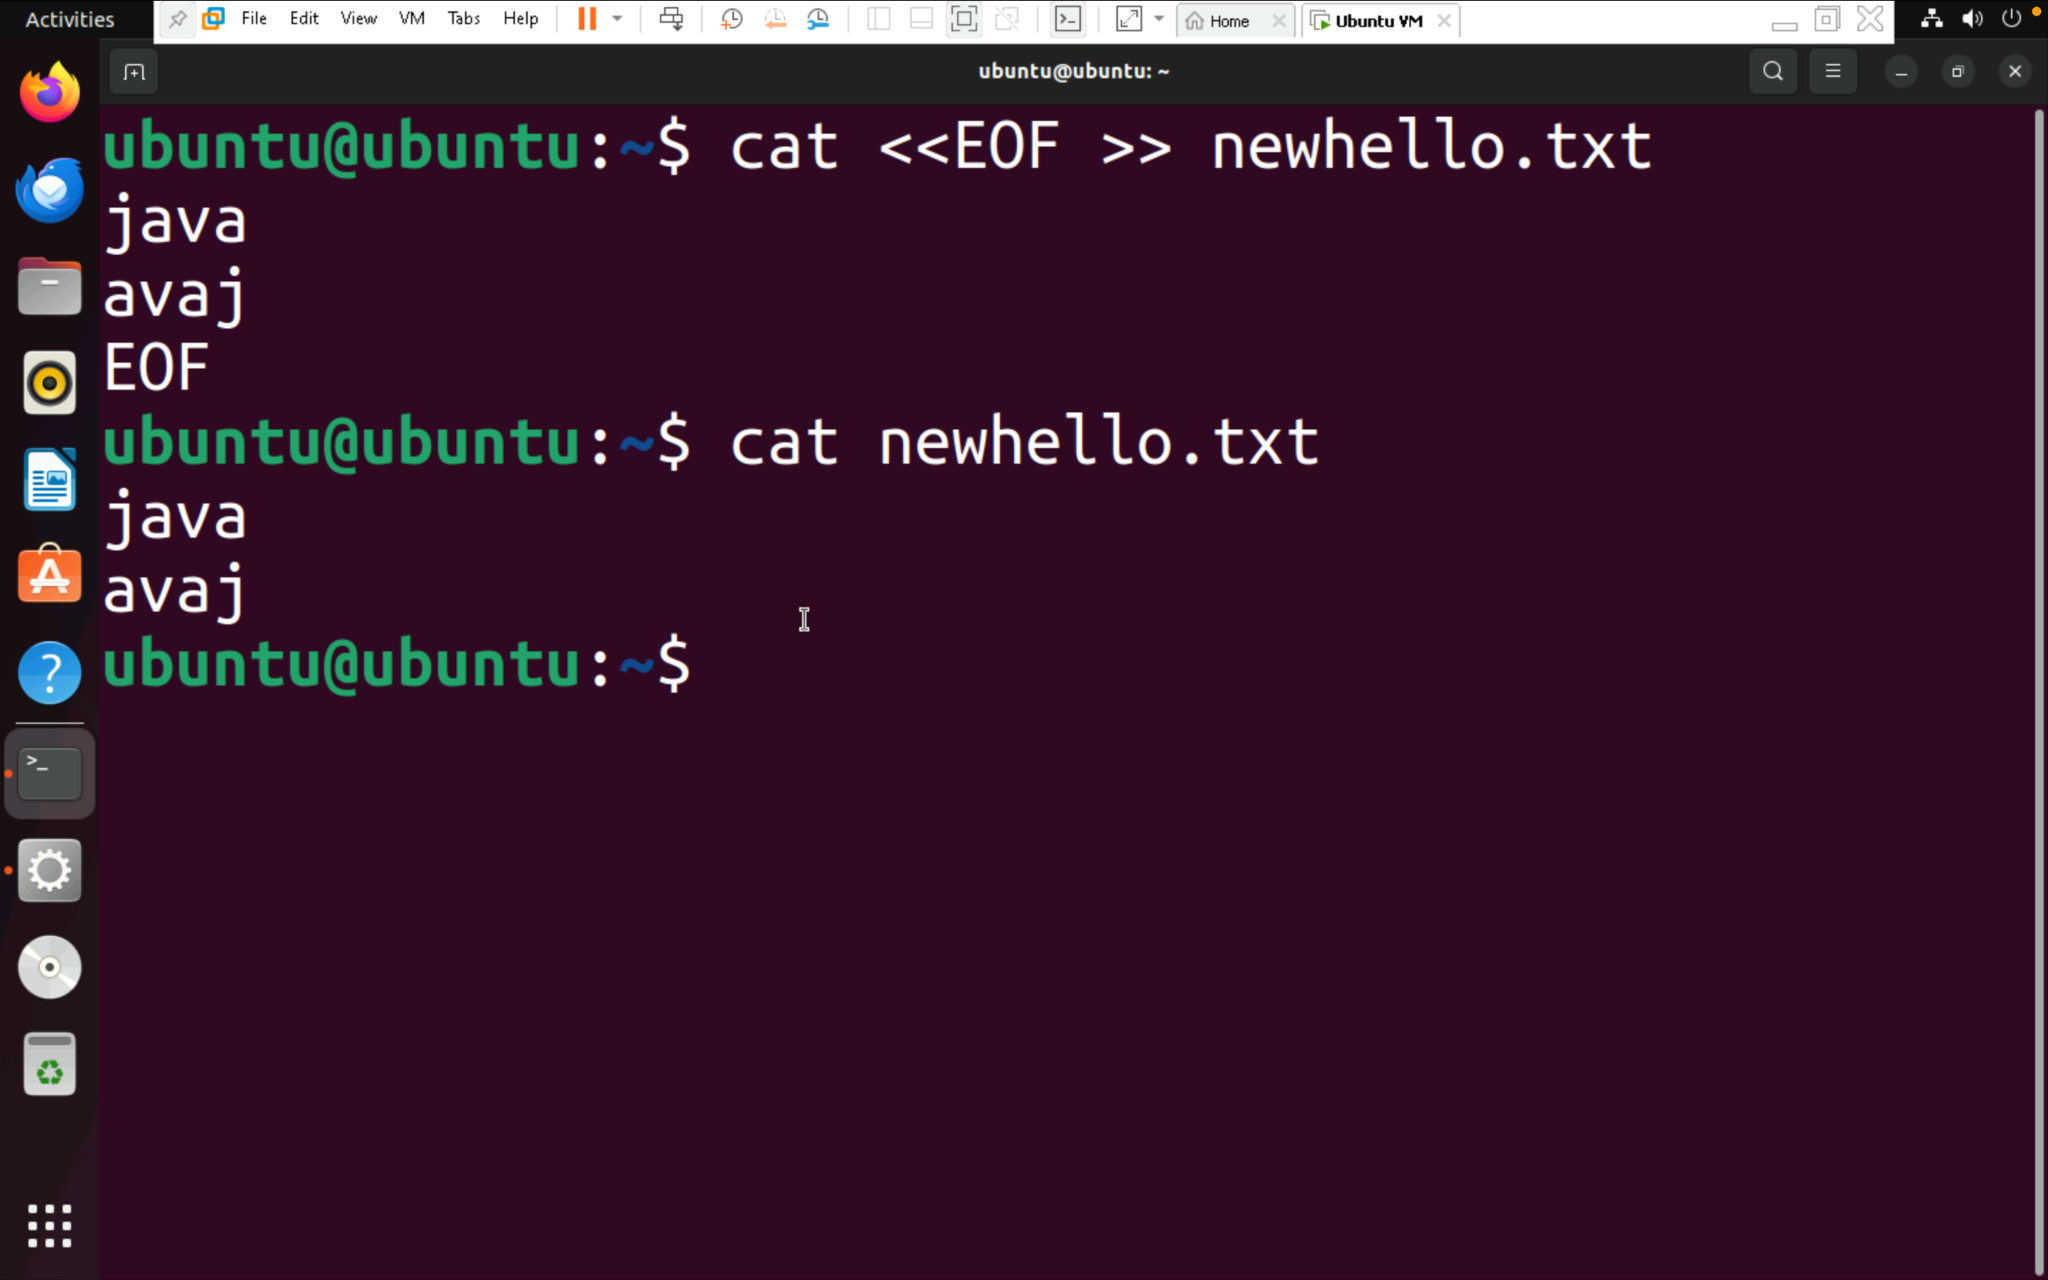 Activities
File Edit View VM Tabs Help
Home
Ubuntu VM
ubuntu@ubuntu: ~
ubuntu@ubuntu:~$ cat <<EOF >> newhello.txt
java
avaj
EOF
ubuntu@ubuntu:~$ cat newhello.txt
java
avaj
ubuntu@ubuntu:~$